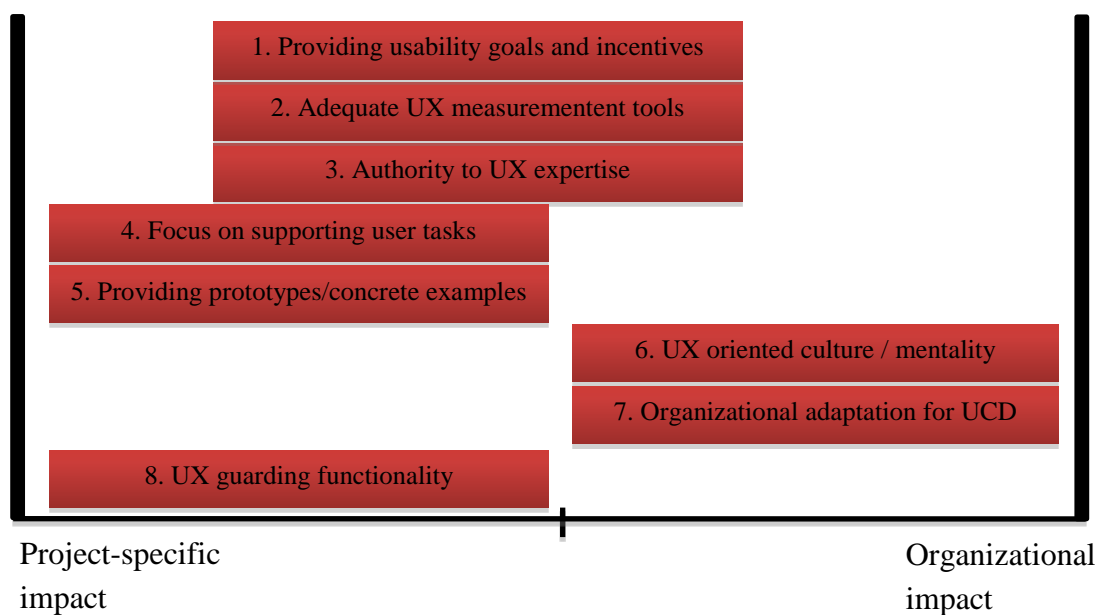 1. Providing usability goals and incentives
2. Adequate UX measurementent tools
3. Authority to UX expertise
4. Focus on supporting user tasks
5. Providing prototypes/concrete examples
6. UX oriented culture / mentality
7. Organizational adaptation for UCD
8. UX guarding functionality
Project-specific
impact
Organizational
impact